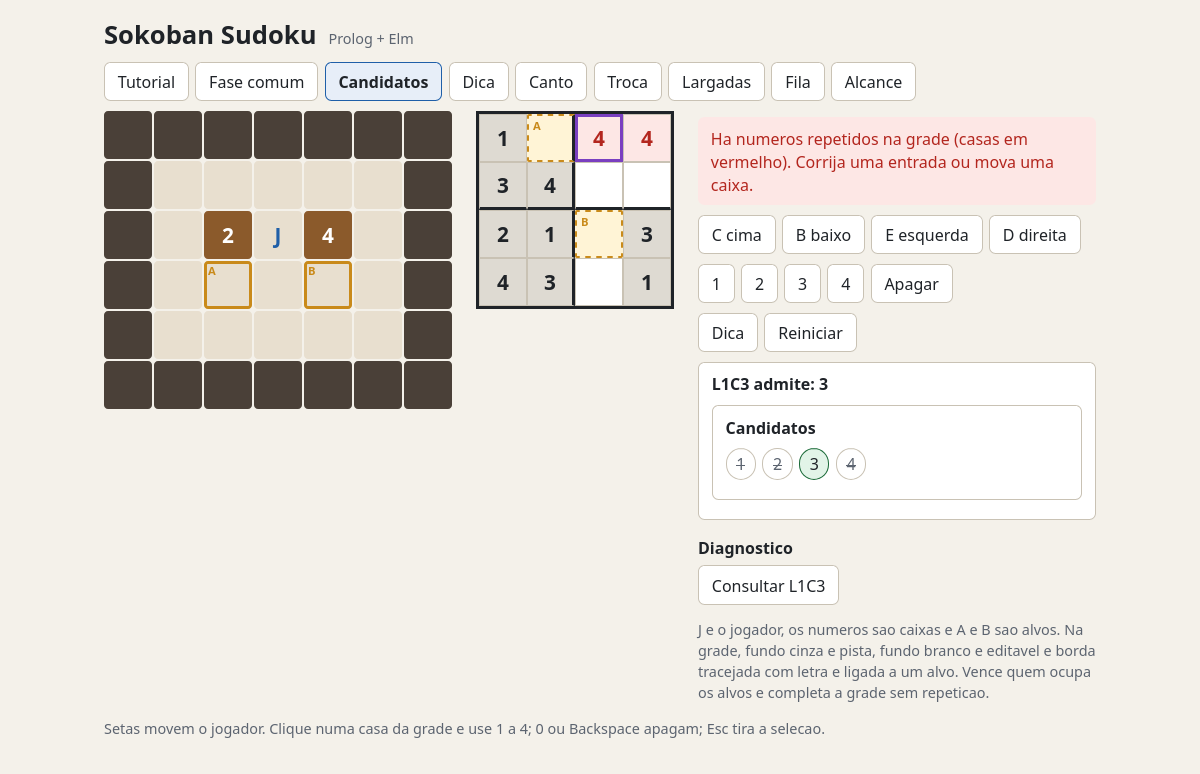 Sokoban Sudoku Prolog + Elm
Tutorial Fase comum Candidatos Dica Canto Troca Largadas Fila Alcance
2 J 4
A B
1 A 4 4
3 4
2 1 B 3
4 3 1
Ha numeros repetidos na grade (casas em
vermelho). Corrija uma entrada ou mova uma
caixa.
C cima B baixo E esquerda D direita
1 2 3 4 Apagar
Dica Reiniciar
L1C3 admite: 3
Candidatos
1 2 3 4
Diagnostico
Consultar L1C3
J e o jogador, os numeros sao caixas e A e B sao alvos. Na
grade, fundo cinza e pista, fundo branco e editavel e borda
tracejada com letra e ligada a um alvo. Vence quem ocupa
os alvos e completa a grade sem repeticao.
Setas movem o jogador. Clique numa casa da grade e use 1 a 4; 0 ou Backspace apagam; Esc tira a selecao.